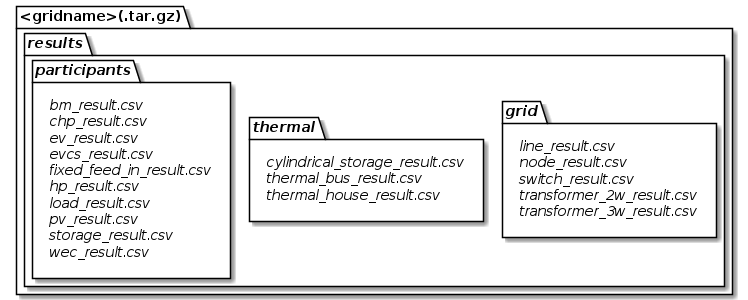 <gridname>(.tar.gz)
results
participants
bm_result.csv
chp_result.csv
ev_result.csv
evcs_result.csv
fixed_feed_in_result.csv
hp_result.csv
load_result.csv
pv_result.csv
storage_result.csv
wec_result.csv
thermal
cylindrical_storage_result.csv
thermal_bus_result.csv
thermal_house_result.csv
grid
line_result.csv
node_result.csv
switch_result.csv
transformer_2w_result.csv
transformer_3w_result.csv